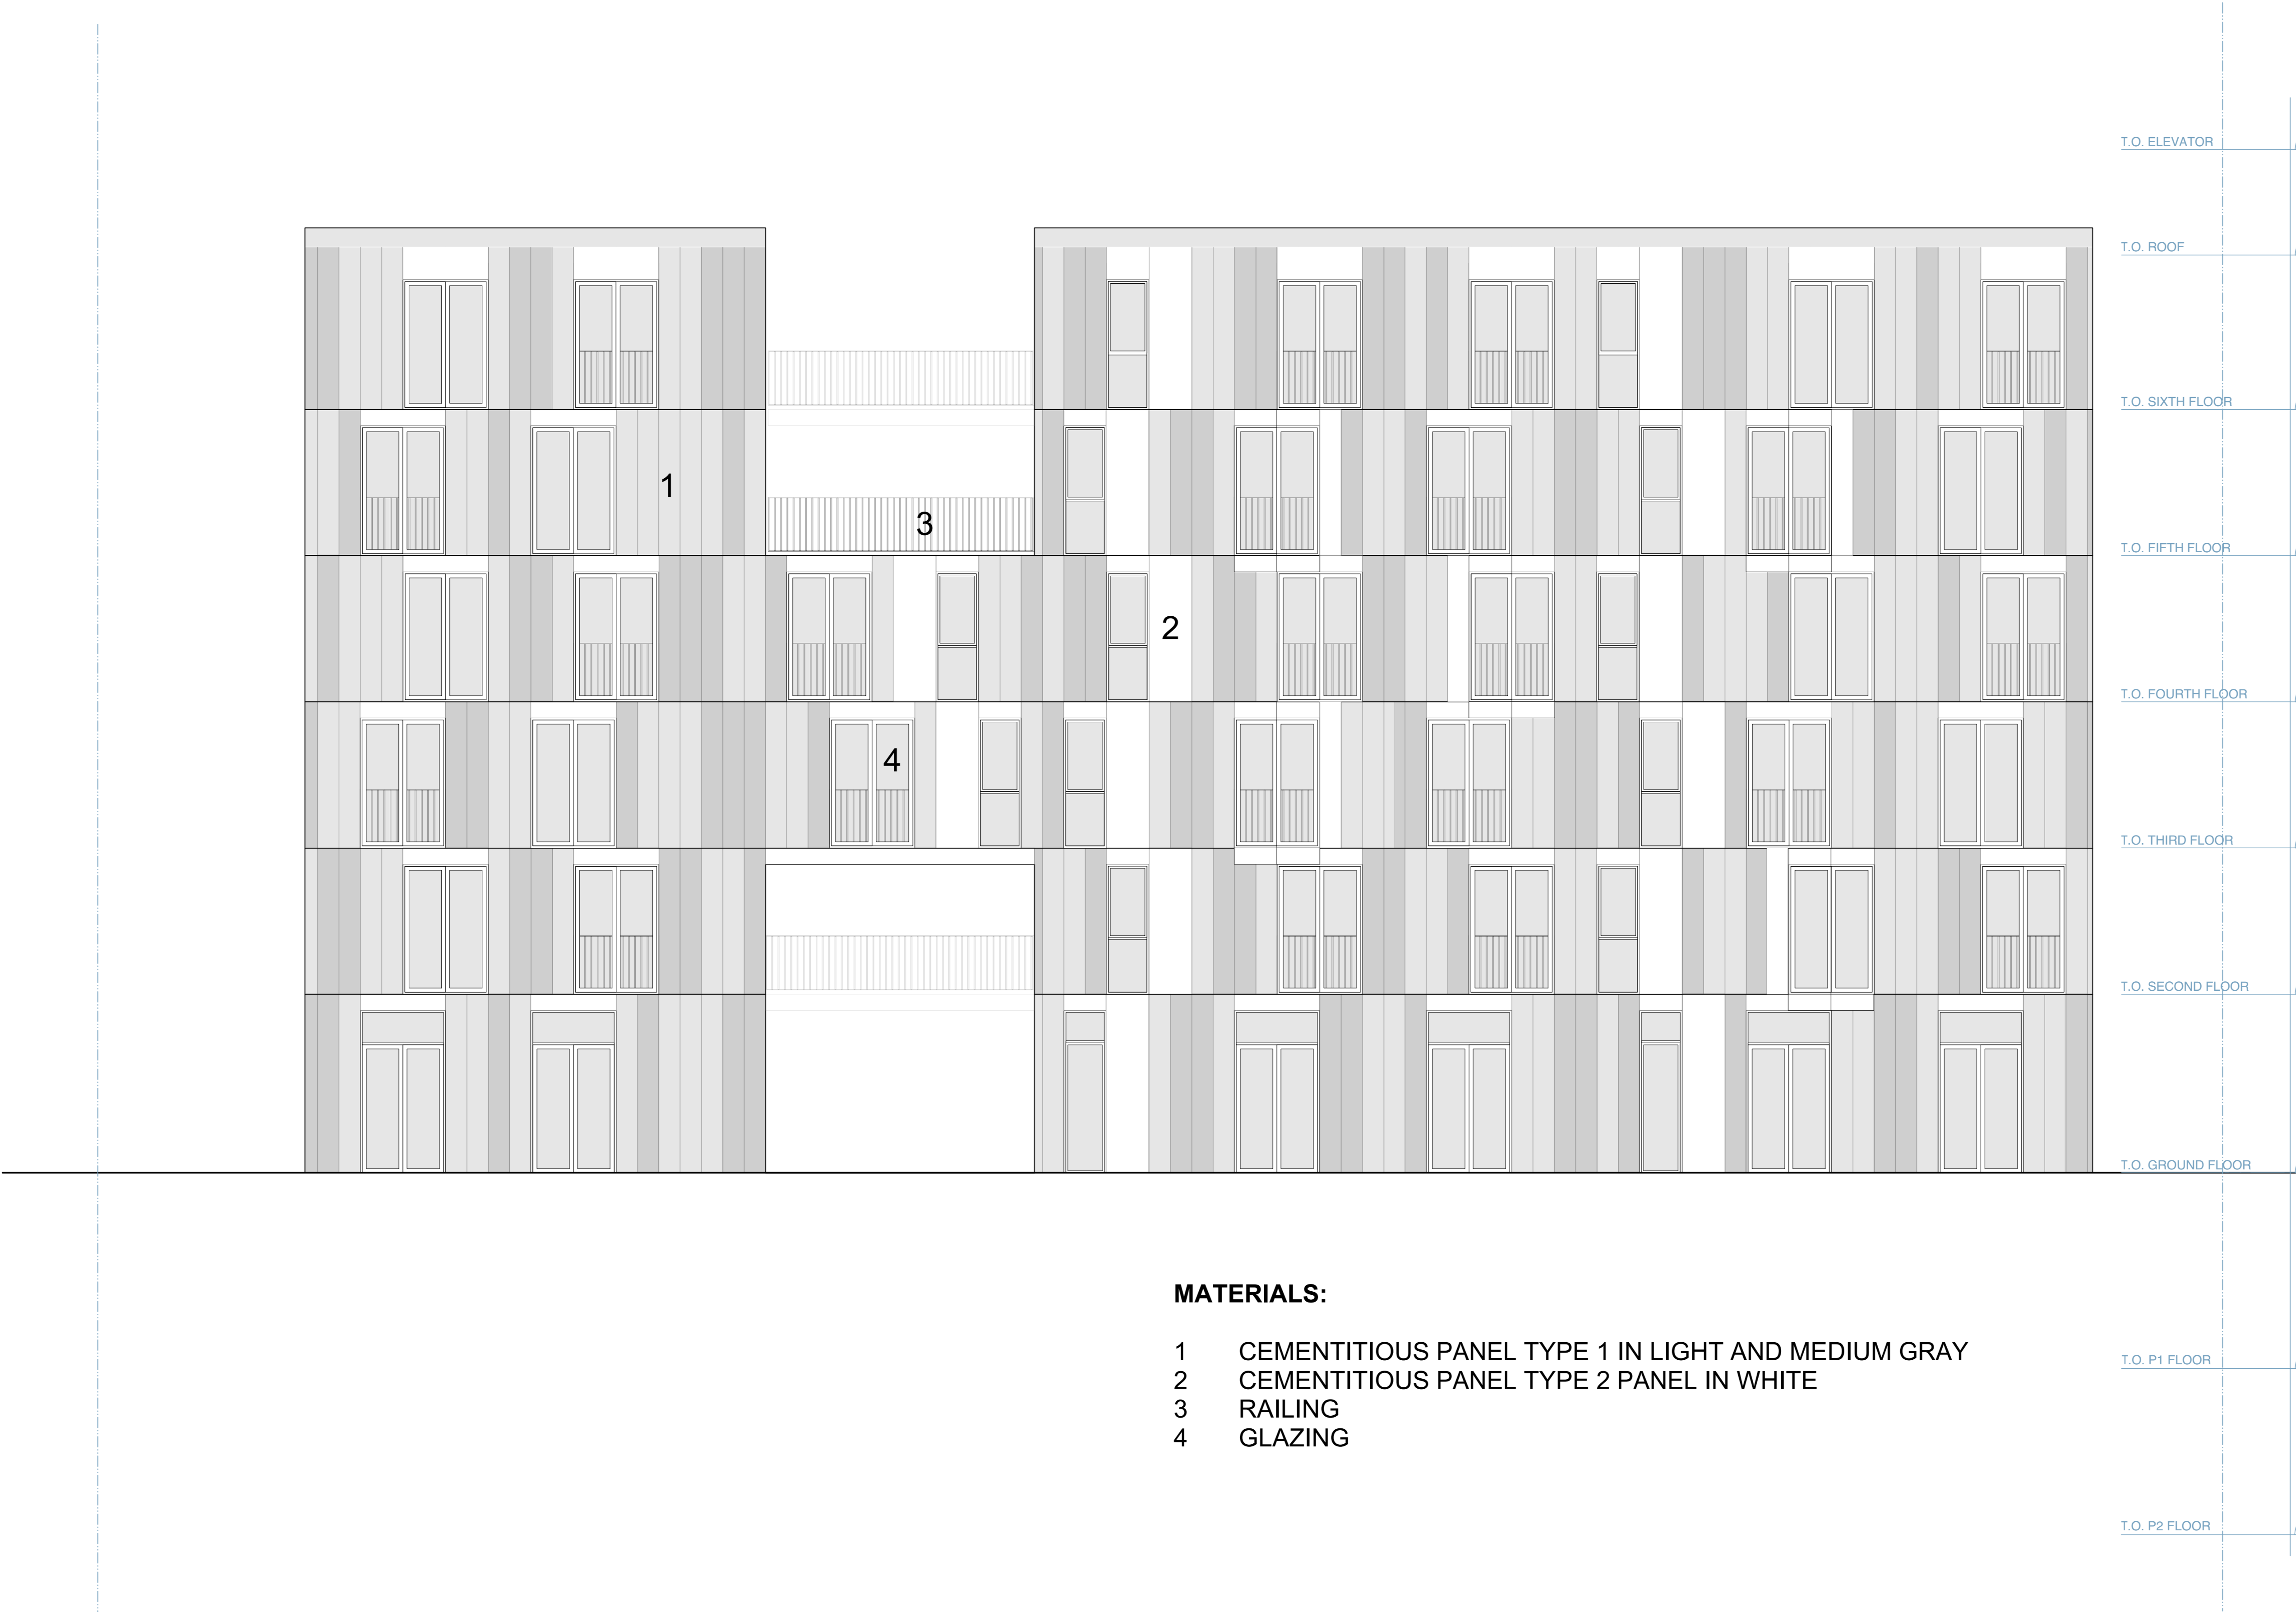 T.O. ELEVATOR
T.O. ROOF
T.O. SIXTH FLOOR
1
3
T.O. FIFTH FLOOR
2
T.O. FOURTH FLOOR
4
T.O. THIRD FLOOR
T.O. SECOND FLOOR
T.O. GROUND FLOOR
MATERIALS:
1 CEMENTITIOUS PANEL TYPE 1 IN LIGHT AND MEDIUM GRAY
2 CEMENTITIOUS PANEL TYPE 2 PANEL IN WHITE
3 RAILING
4 GLAZING
T.O. P1 FLOOR
T.O. P2 FLOOR